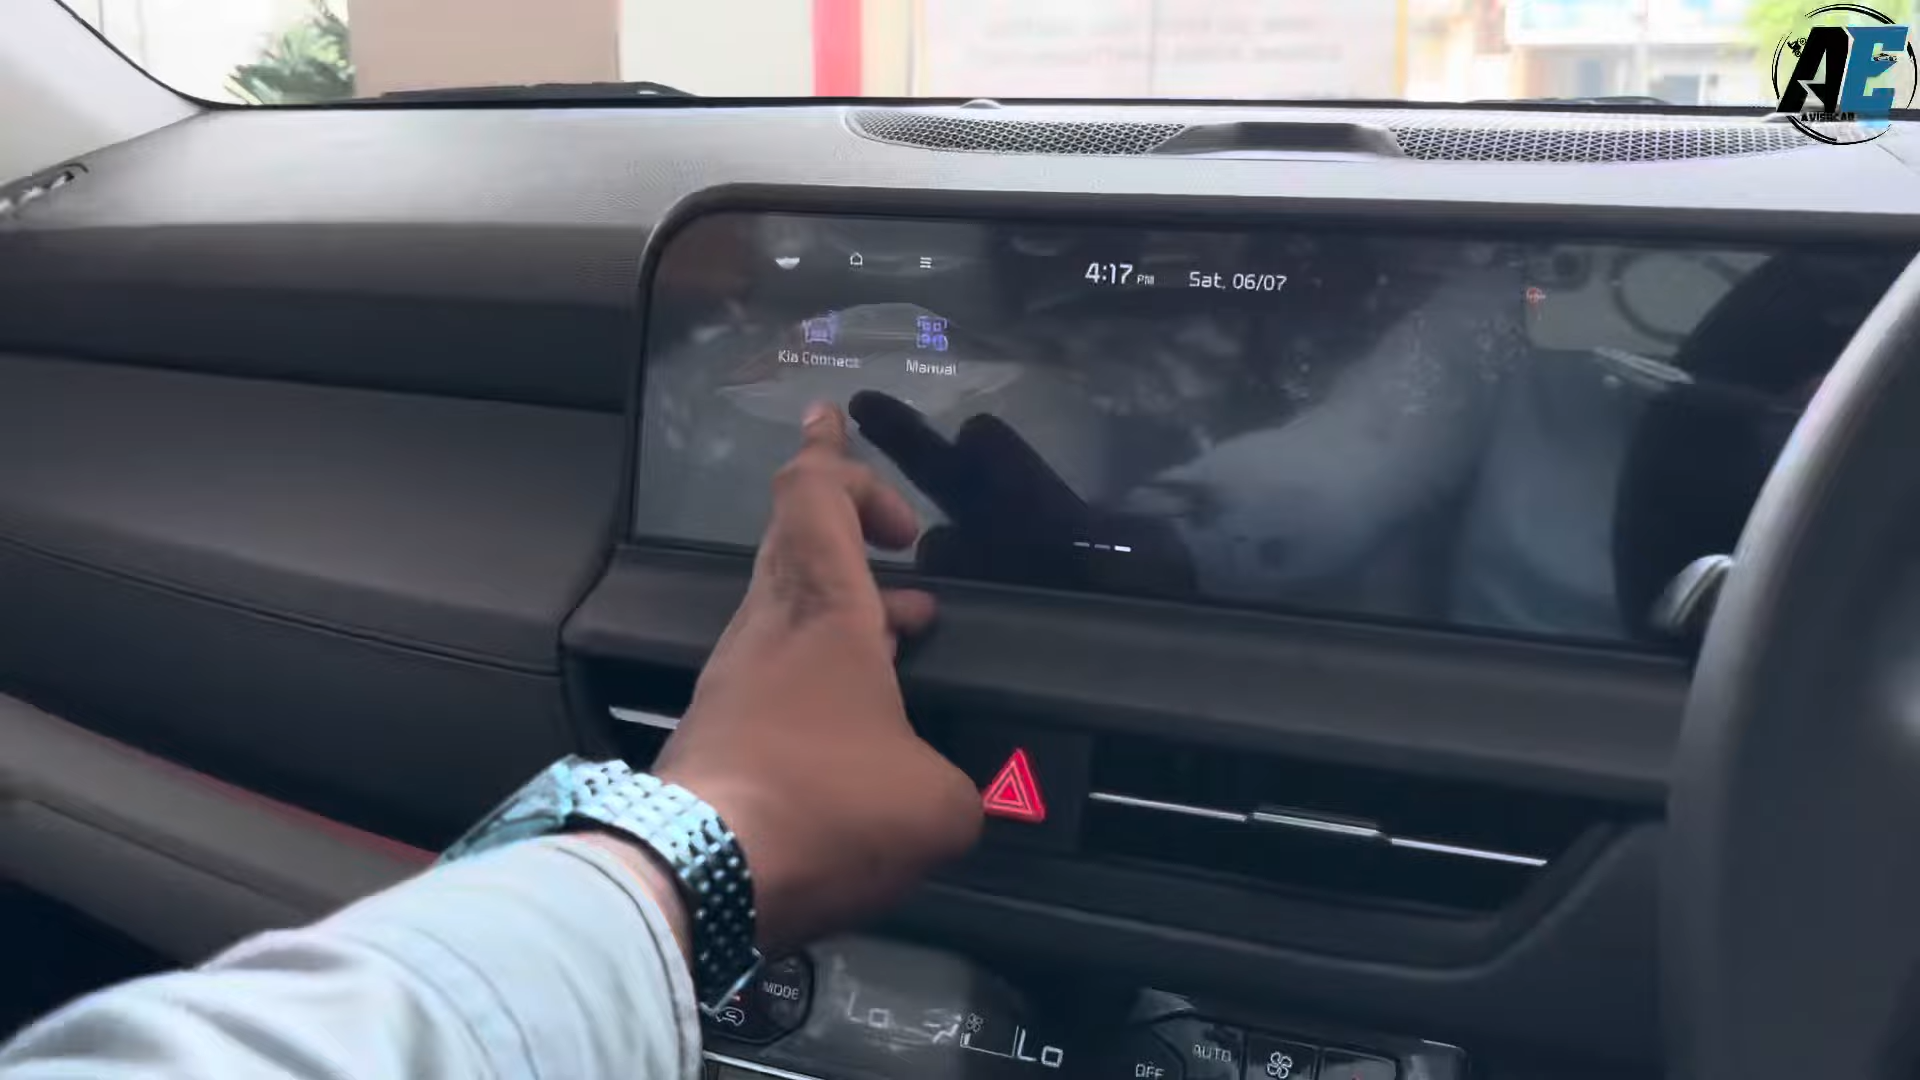 AE
4:17 PM Sat, 06/07
Kia Connect
Manual
MODE
Lo
Lo
AUTO
OFF